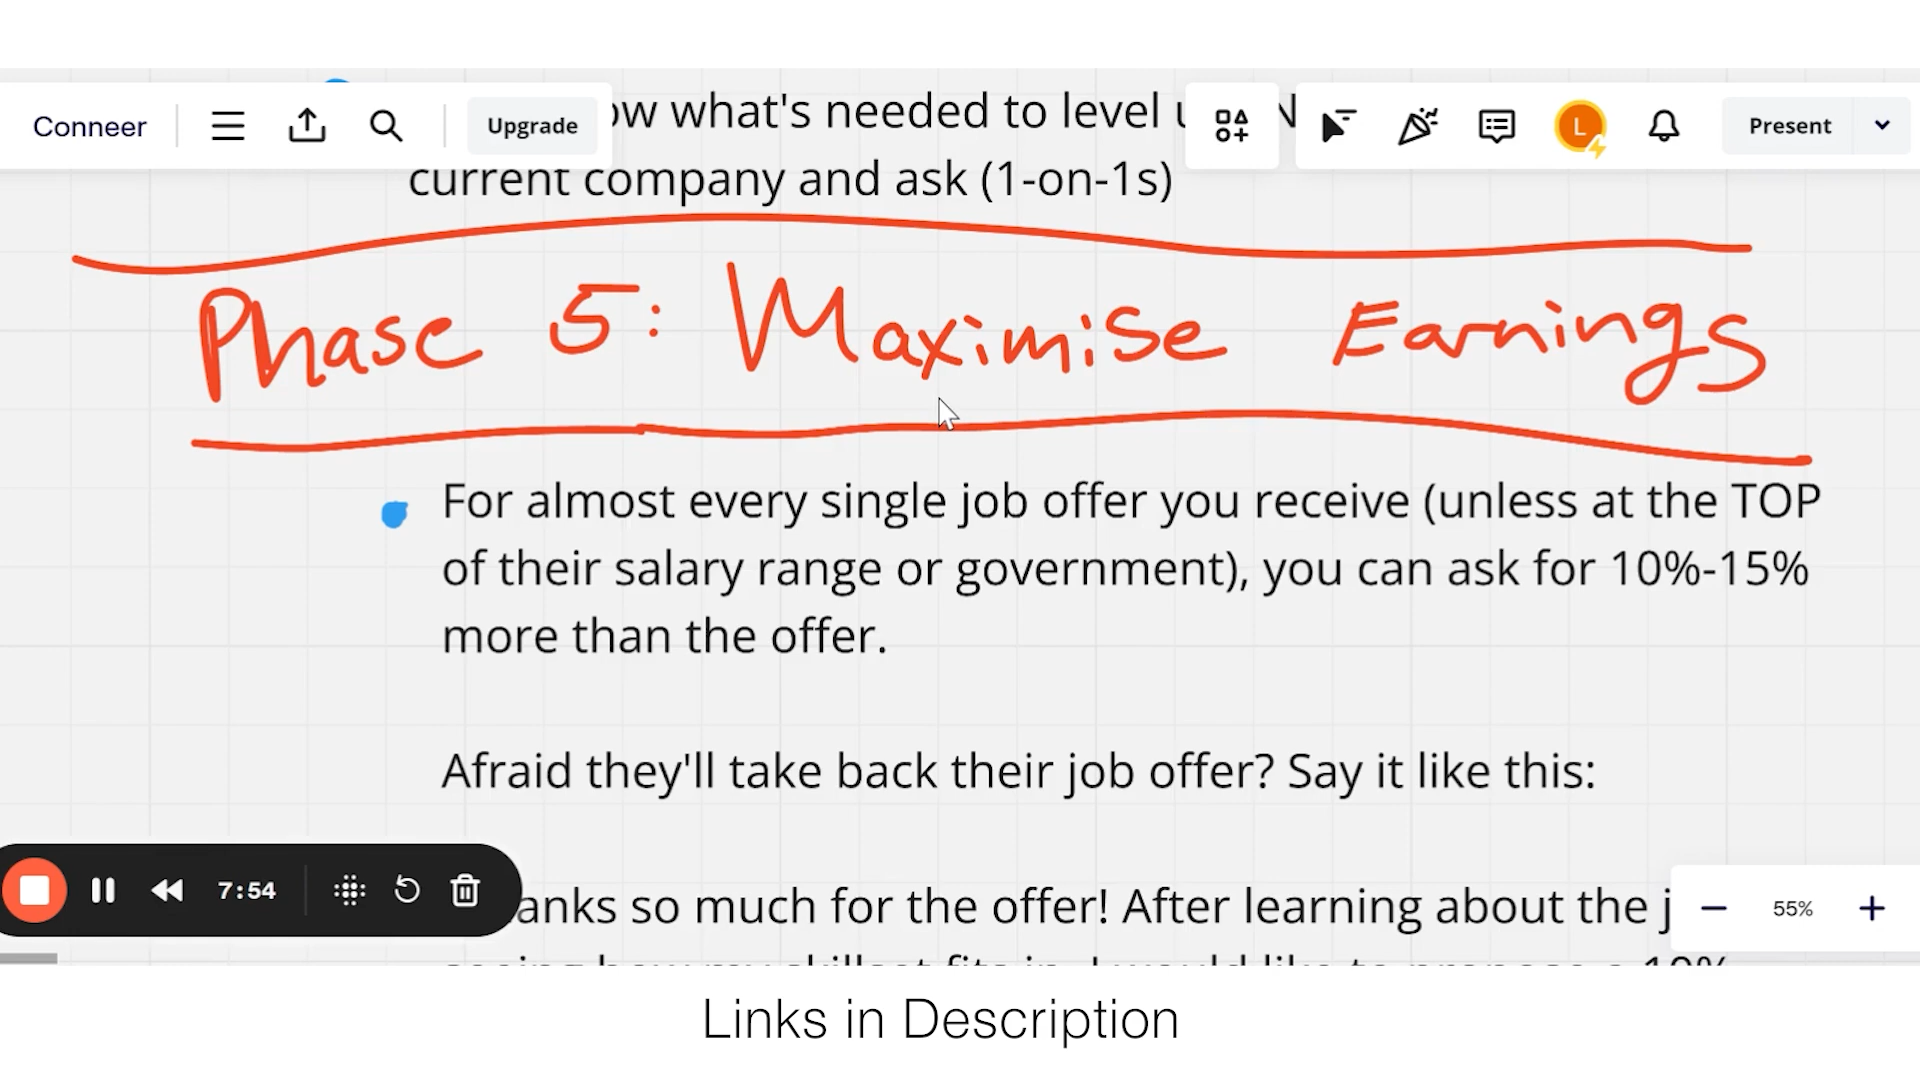 Conneer
Upgrade
ow what's needed to level
Present
current company and ask (1-on-1s)
Phase 5: Maximise Earnings
For almost every single job offer you receive (unless at the TOP
of their salary range or government), you can ask for 10%-15%
more than the offer.
Afraid they'll take back their job offer? Say it like this:
7:54
anks so much for the offer! After learning about the j
55%
Links in Description